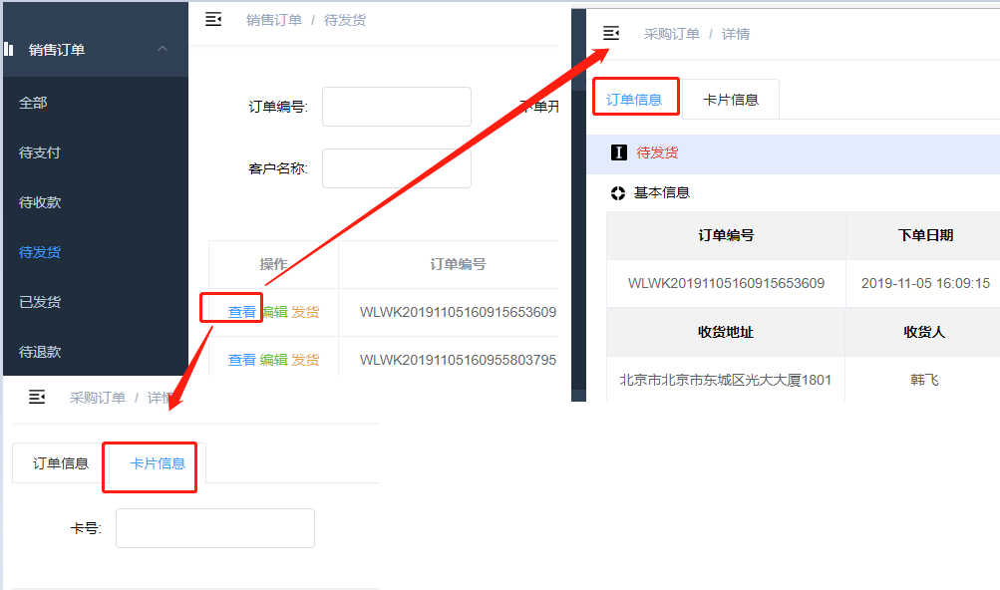 销售订单
全部
待支付
待收款
待发货
已发货
待退款
销售订单 / 待发货
订单编号:
下单开
客户名称:
操作 订单编号
查看 编辑 发货 WLWK20191105160915653609
查看 编辑 发货 WLWK20191105160955803795
采购订单 / 详情
订单信息 卡片信息
待发货
基本信息
订单编号 下单日期
WLWK20191105160915653609 2019-11-05 16:09:15
收货地址 收货人
北京市北京市东城区光大大厦1801 韩飞
采购订单 / 详情
订单信息 卡片信息
卡号: